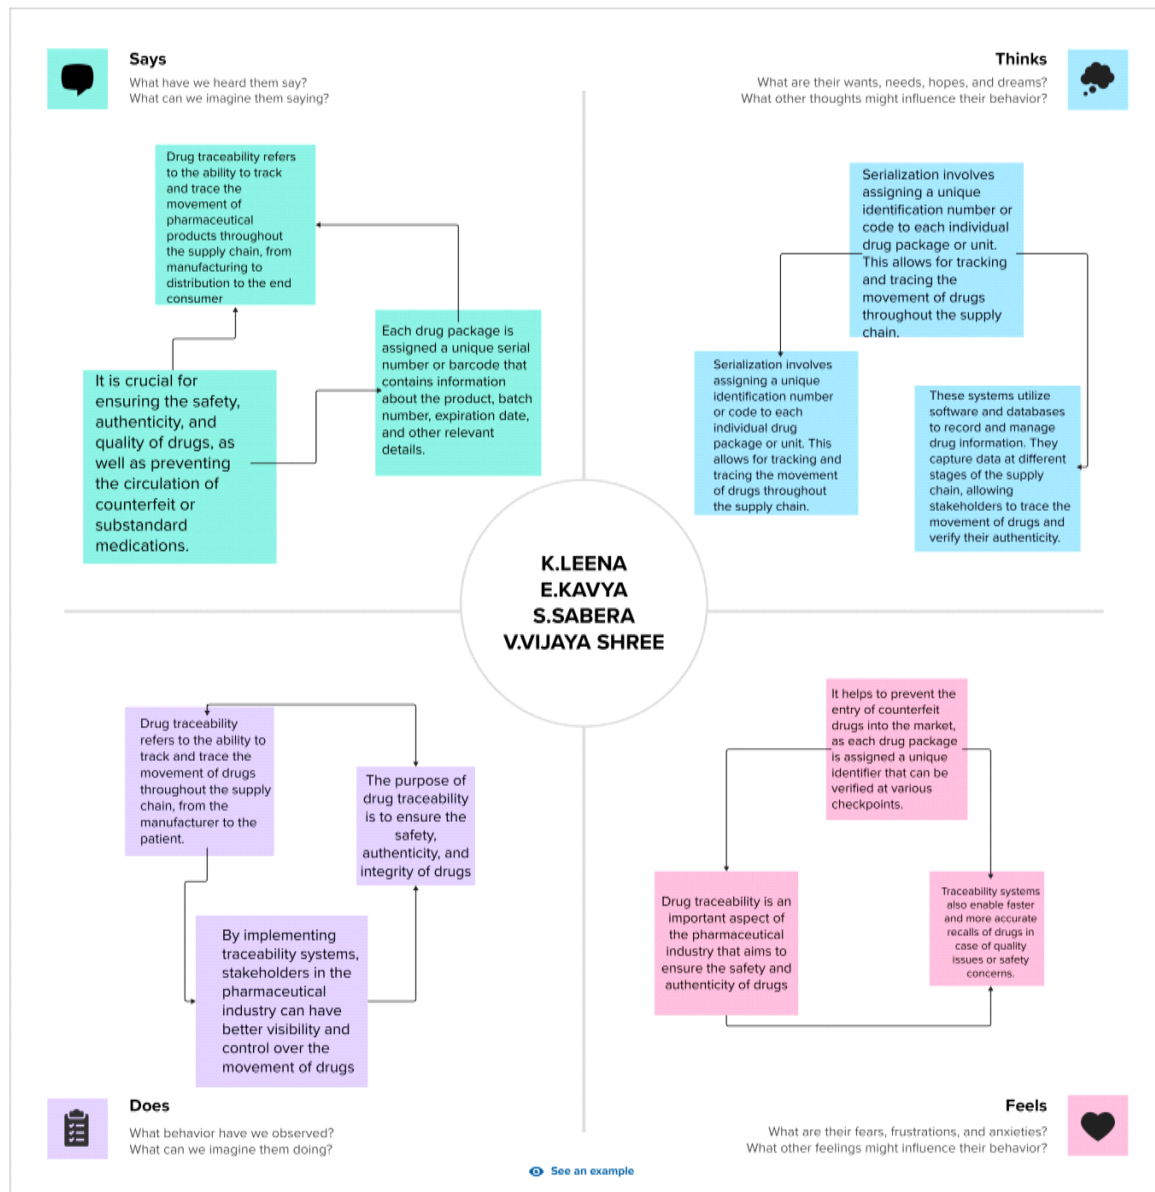 Says
What have we heard them say?
What can we imagine them saying?
Thinks
What are their wants, needs, hopes, and dreams?
What other thoughts might influence their behavior?
Drug traceability refers
to the ability to track
and trace the
movement of
pharmaceutical
products throughout
the supply chain, from
manufacturing to
distribution to the end
consumer
Each drug package is
assigned a unique serial
number or barcode that
contains information
about the product, batch
number, expiration date,
and other relevant
details.
It is crucial for
ensuring the safety,
authenticity, and
quality of drugs, as
well as preventing
the circulation of
counterfeit or
substandard
medications.
Serialization involves
assigning a unique
identification number or
code to each individual
drug package or unit.
This allows for tracking
and tracing the
movement of drugs
throughout the supply
chain.
Serialization involves
assigning a unique
identification number
or code to each
individual drug
package or unit. This
allows for tracking and
tracing the movement
of drugs throughout
the supply chain.
These systems utilize
software and databases
to record and manage
drug information. They
capture data at different
stages of the supply
chain, allowing
stakeholders to trace the
movement of drugs and
verify their authenticity.
K.LEENA
E.KAVYA
S.SABERA
V.VIJAYA SHREE
Drug traceability
refers to the ability to
track and trace the
movement of drugs
throughout the supply
chain, from the
manufacturer to the
patient.
The purpose of
drug traceability
is to ensure the
safety,
authenticity, and
integrity of drugs
By implementing
traceability systems,
stakeholders in the
pharmaceutical
industry can have
better visibility and
control over the
movement of drugs
It helps to prevent the
entry of counterfeit
drugs into the market,
as each drug package
is assigned a unique
identifier that can be
verified at various
checkpoints.
Drug traceability is an
important aspect of
the pharmaceutical
industry that aims to
ensure the safety and
authenticity of drugs
Traceability systems
also enable faster
and more accurate
recalls of drugs in
case of quality
issues or safety
concerns.
Does
What behavior have we observed?
What can we imagine them doing?
Feels
What are their fears, frustrations, and anxieties?
What other feelings might influence their behavior?
See an example